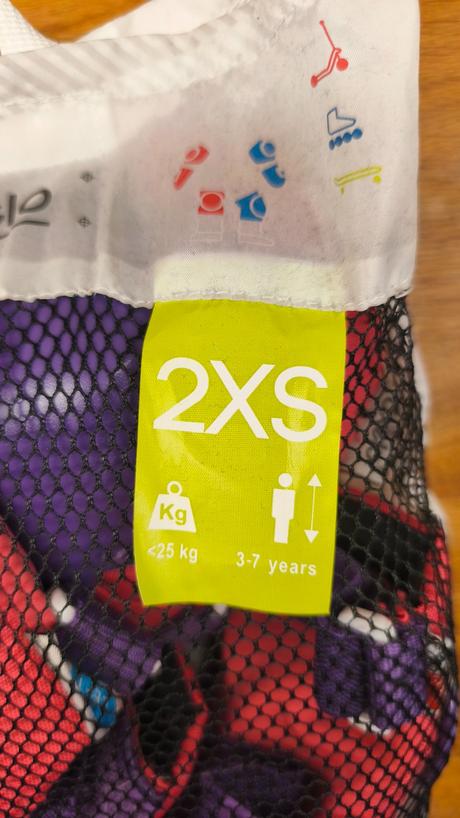 2XS
Kg
<25 kg
3-7 years